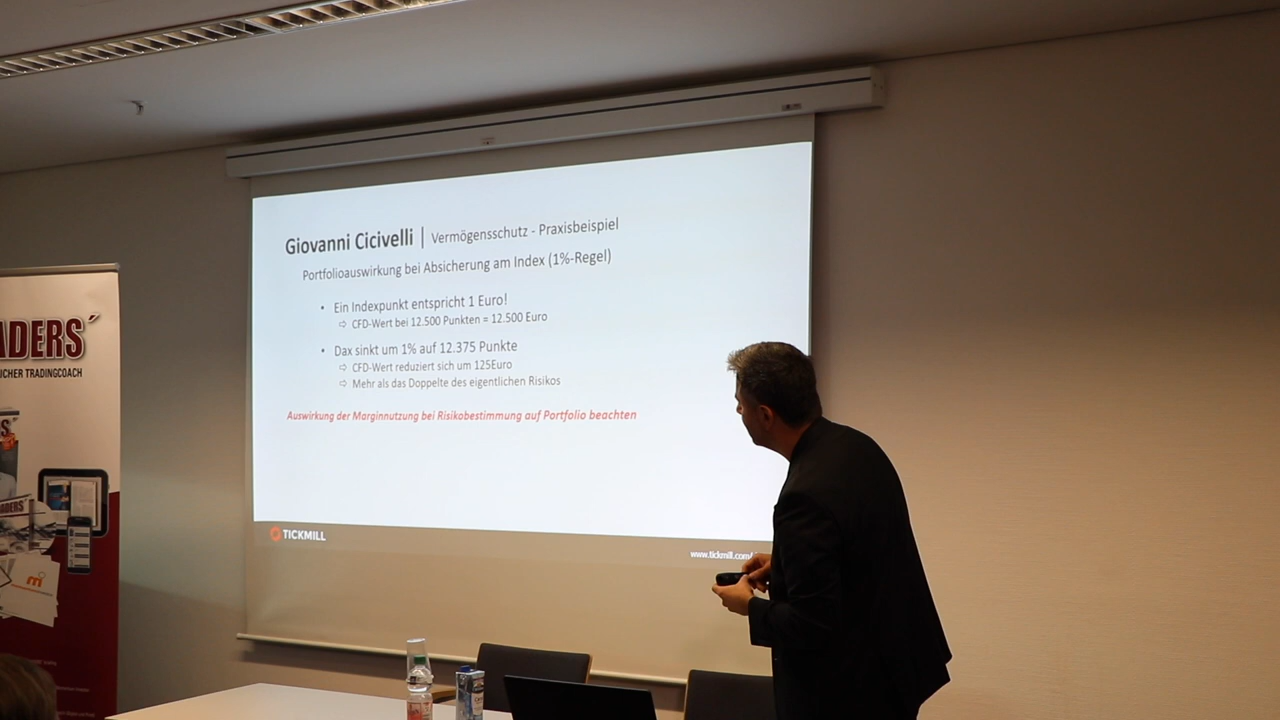 Giovanni Cicivelli | Vermögensschutz - Praxisbeispiel
Portfolioauswirkung bei Absicherung am Index (1%-Regel)
• Ein Indexpunkt entspricht 1 Euro!
⇨ CFD-Wert bei 12.500 Punkten = 12.500 Euro
• Dax sinkt um 1% auf 12.375 Punkte
⇨ CFD-Wert reduziert sich um 125Euro
⇨ Mehr als das Doppelte des eigentlichen Risikos
Auswirkung der Marginnutzung bei Risikobestimmung auf Portfolio beachten
TICKMILL
www.tickmill.com/
ADERS´
UCHER TRADINGCOACH
ADERS´